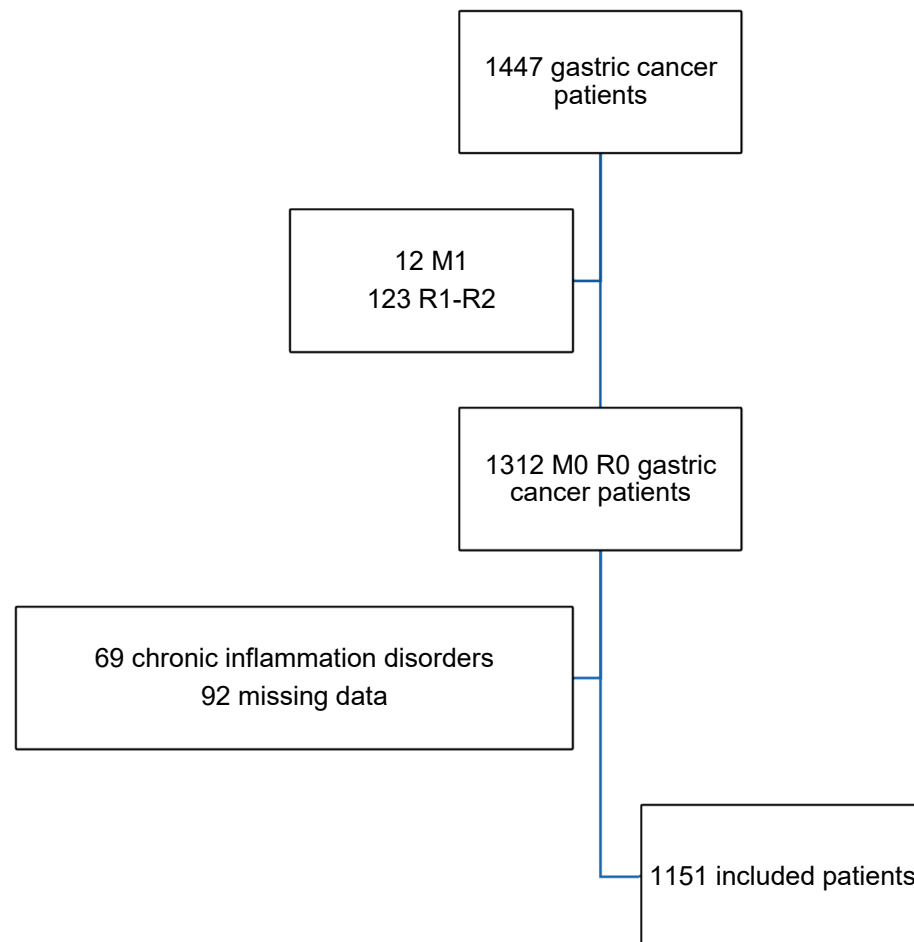 1447 gastric cancer
patients
12 M1
123 R1-R2
1312 M0 R0 gastric
cancer patients
69 chronic inflammation disorders
92 missing data
1151 included patients